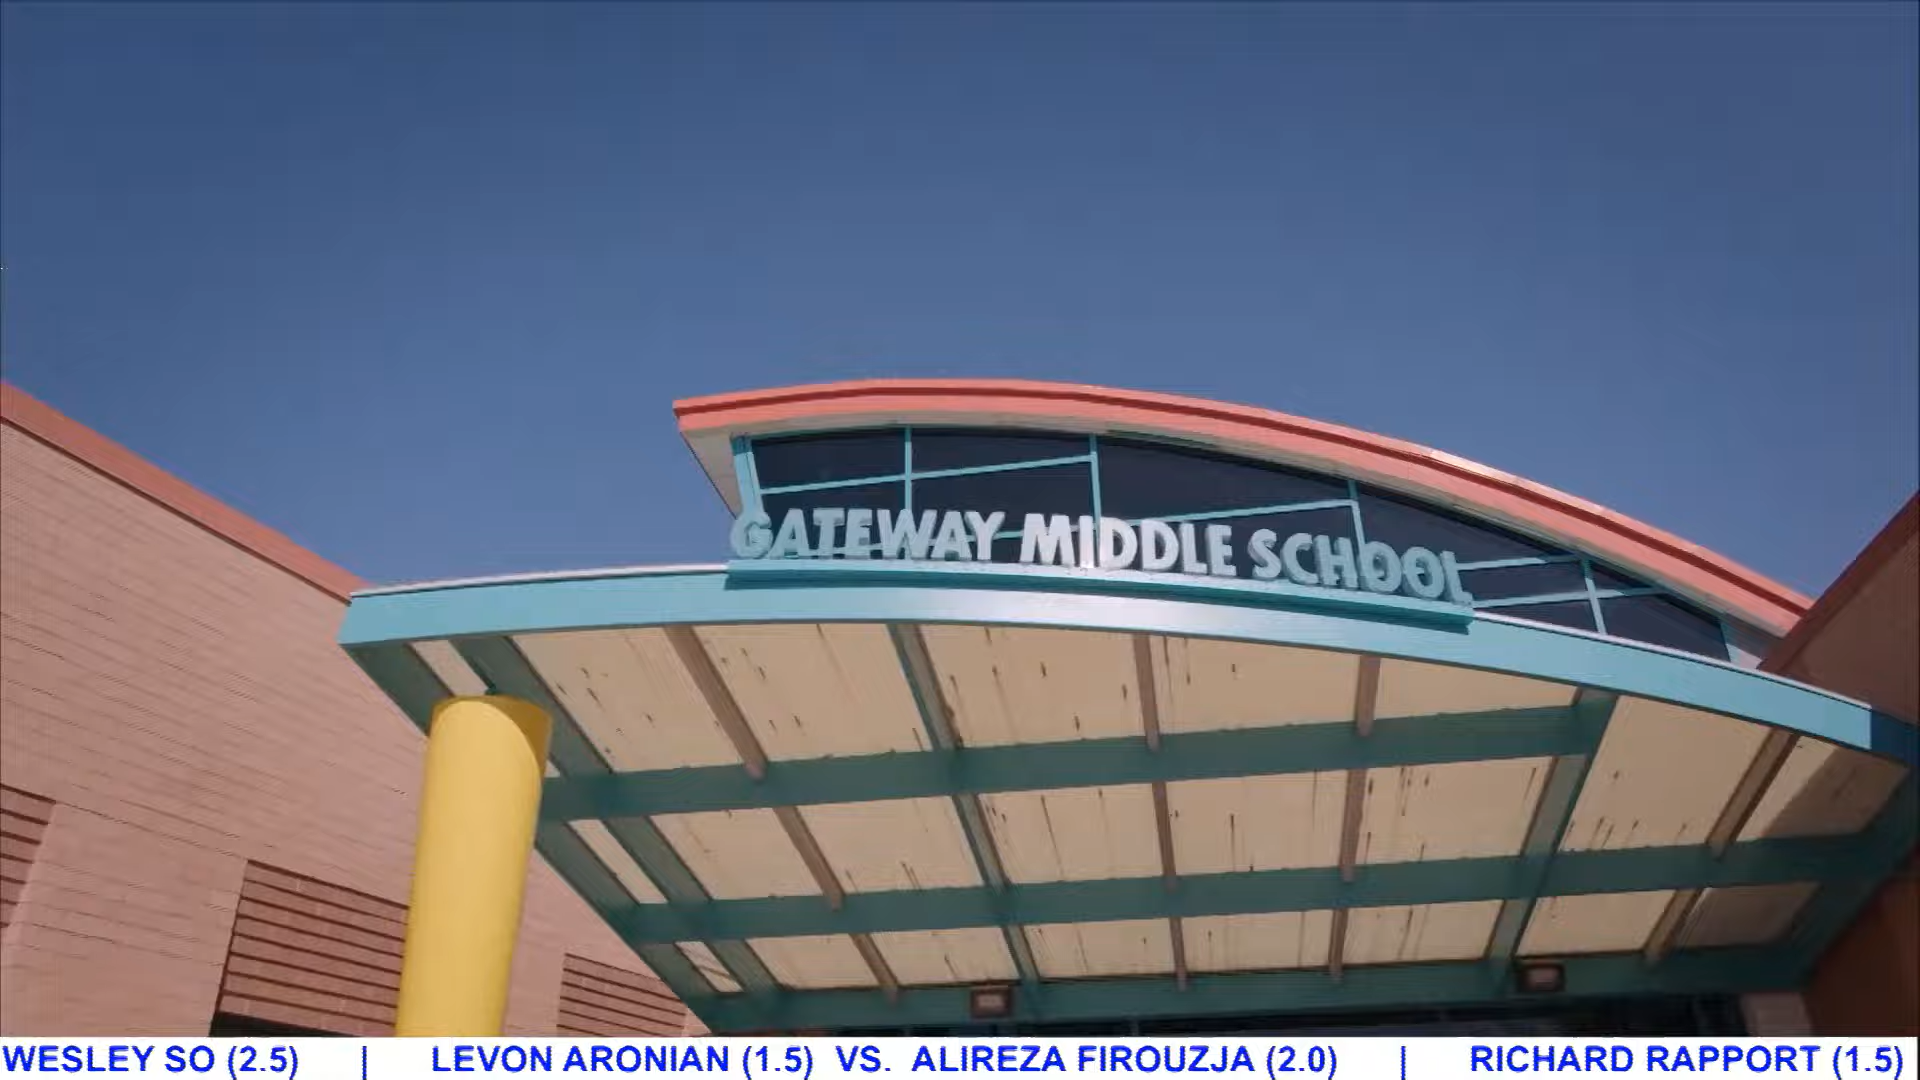 GATEWAY MIDDLE SCHOOL
WESLEY SO (2.5) | LEVON ARONIAN (1.5) VS. ALIREZA FIROUZJA (2.0) | RICHARD RAPPORT (1.5)